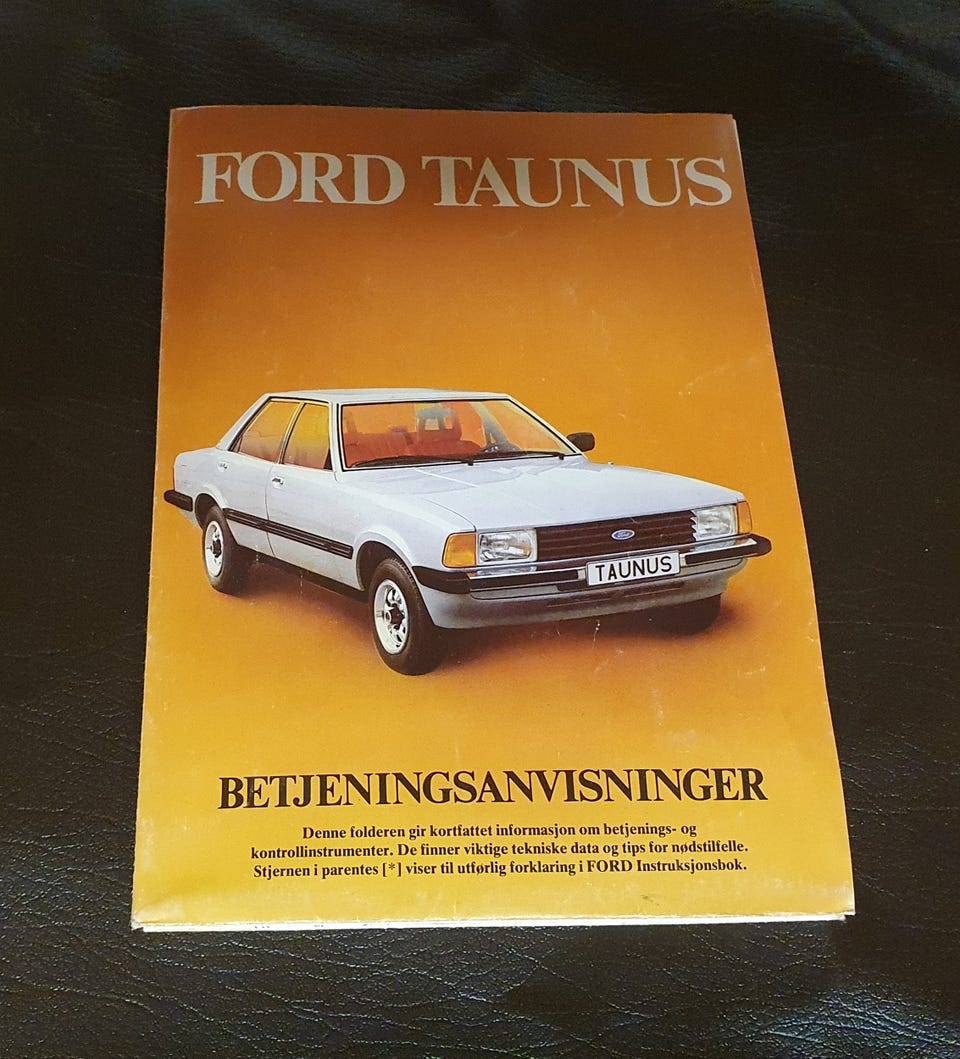 FORD TAUNUS
Ford
TAUNUS
BETJENINGSANVISNINGER
Denne folderen gir kortfattet informasjon om betjenings- og
kontrollinstrumenter. De finner viktige tekniske data og tips for nødstilfelle.
Stjernen i parentes [*] viser til utførlig forklaring i FORD Instruksjonsbok.